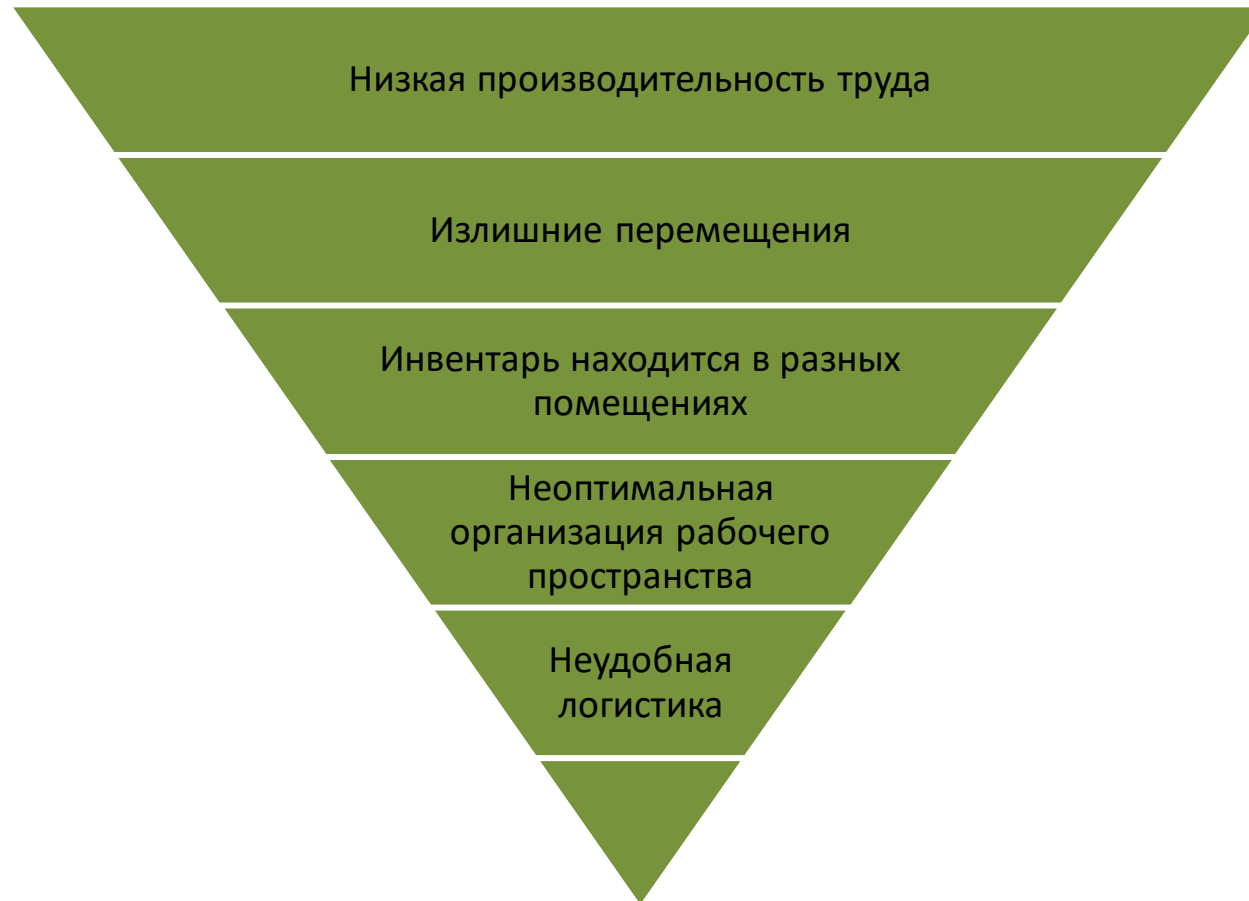 Низкая производительность труда
Излишние перемещения
Инвентарь находится в разных
помещениях
Неоптимальная
организация рабочего
пространства
Неудобная
логистика